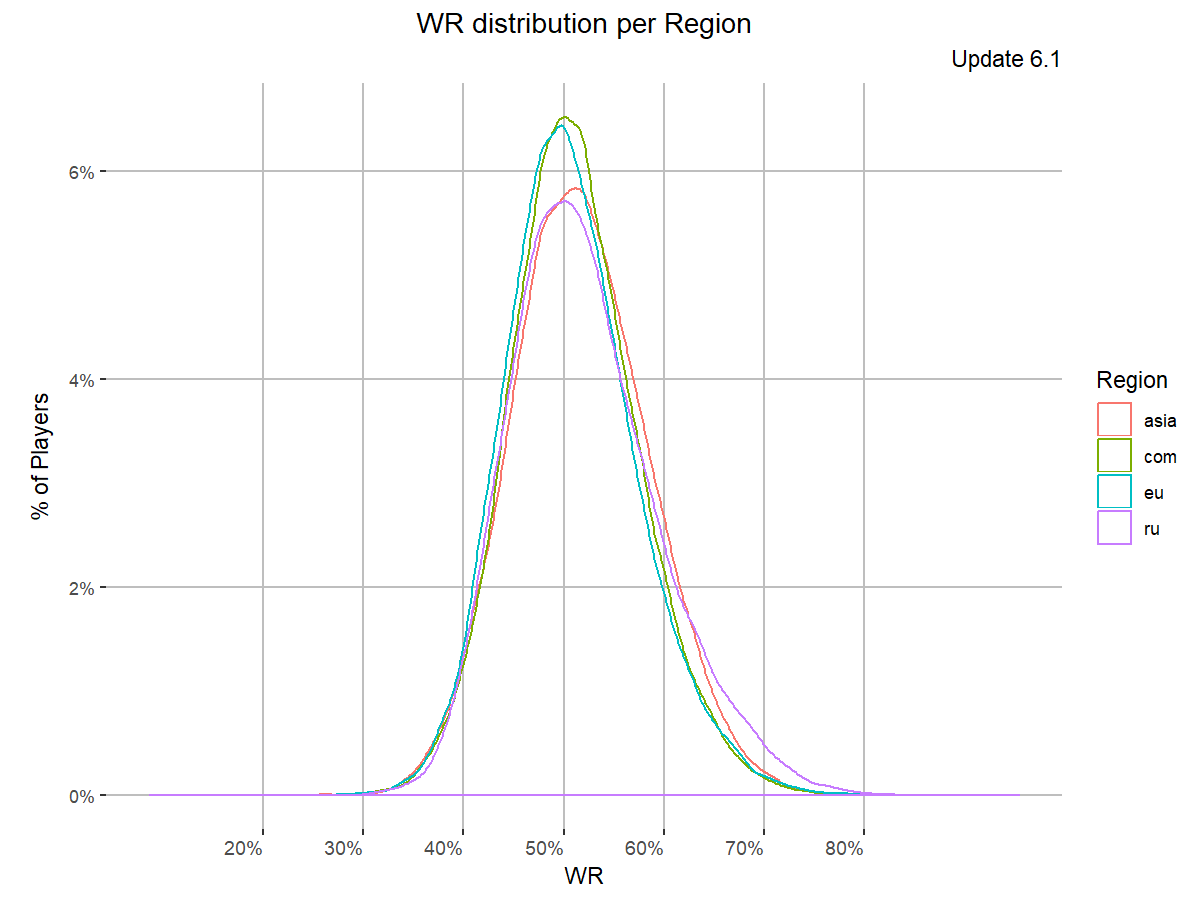 WR distribution per Region
Update 6.1
6%
4%
2%
0%
% of Players
20% 30% 40% 50% 60% 70% 80%
WR
Region
asia
com
eu
ru